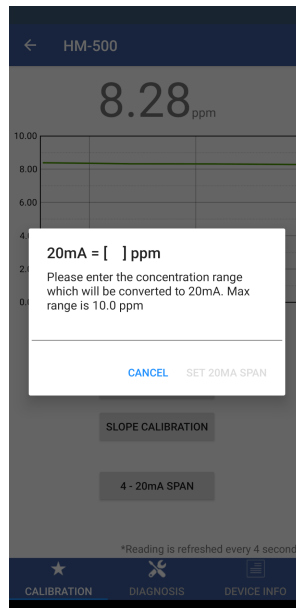 ← HM-500
8.28 ppm
10.00
8.00
6.00
20mA = [ ] ppm
Please enter the concentration range
which will be converted to 20mA. Max
range is 10.0 ppm
CANCEL SET 20MA SPAN
SLOPE CALIBRATION
4 - 20mA SPAN
*Reading is refreshed every 4 second
CALIBRATION DIAGNOSIS DEVICE INFO